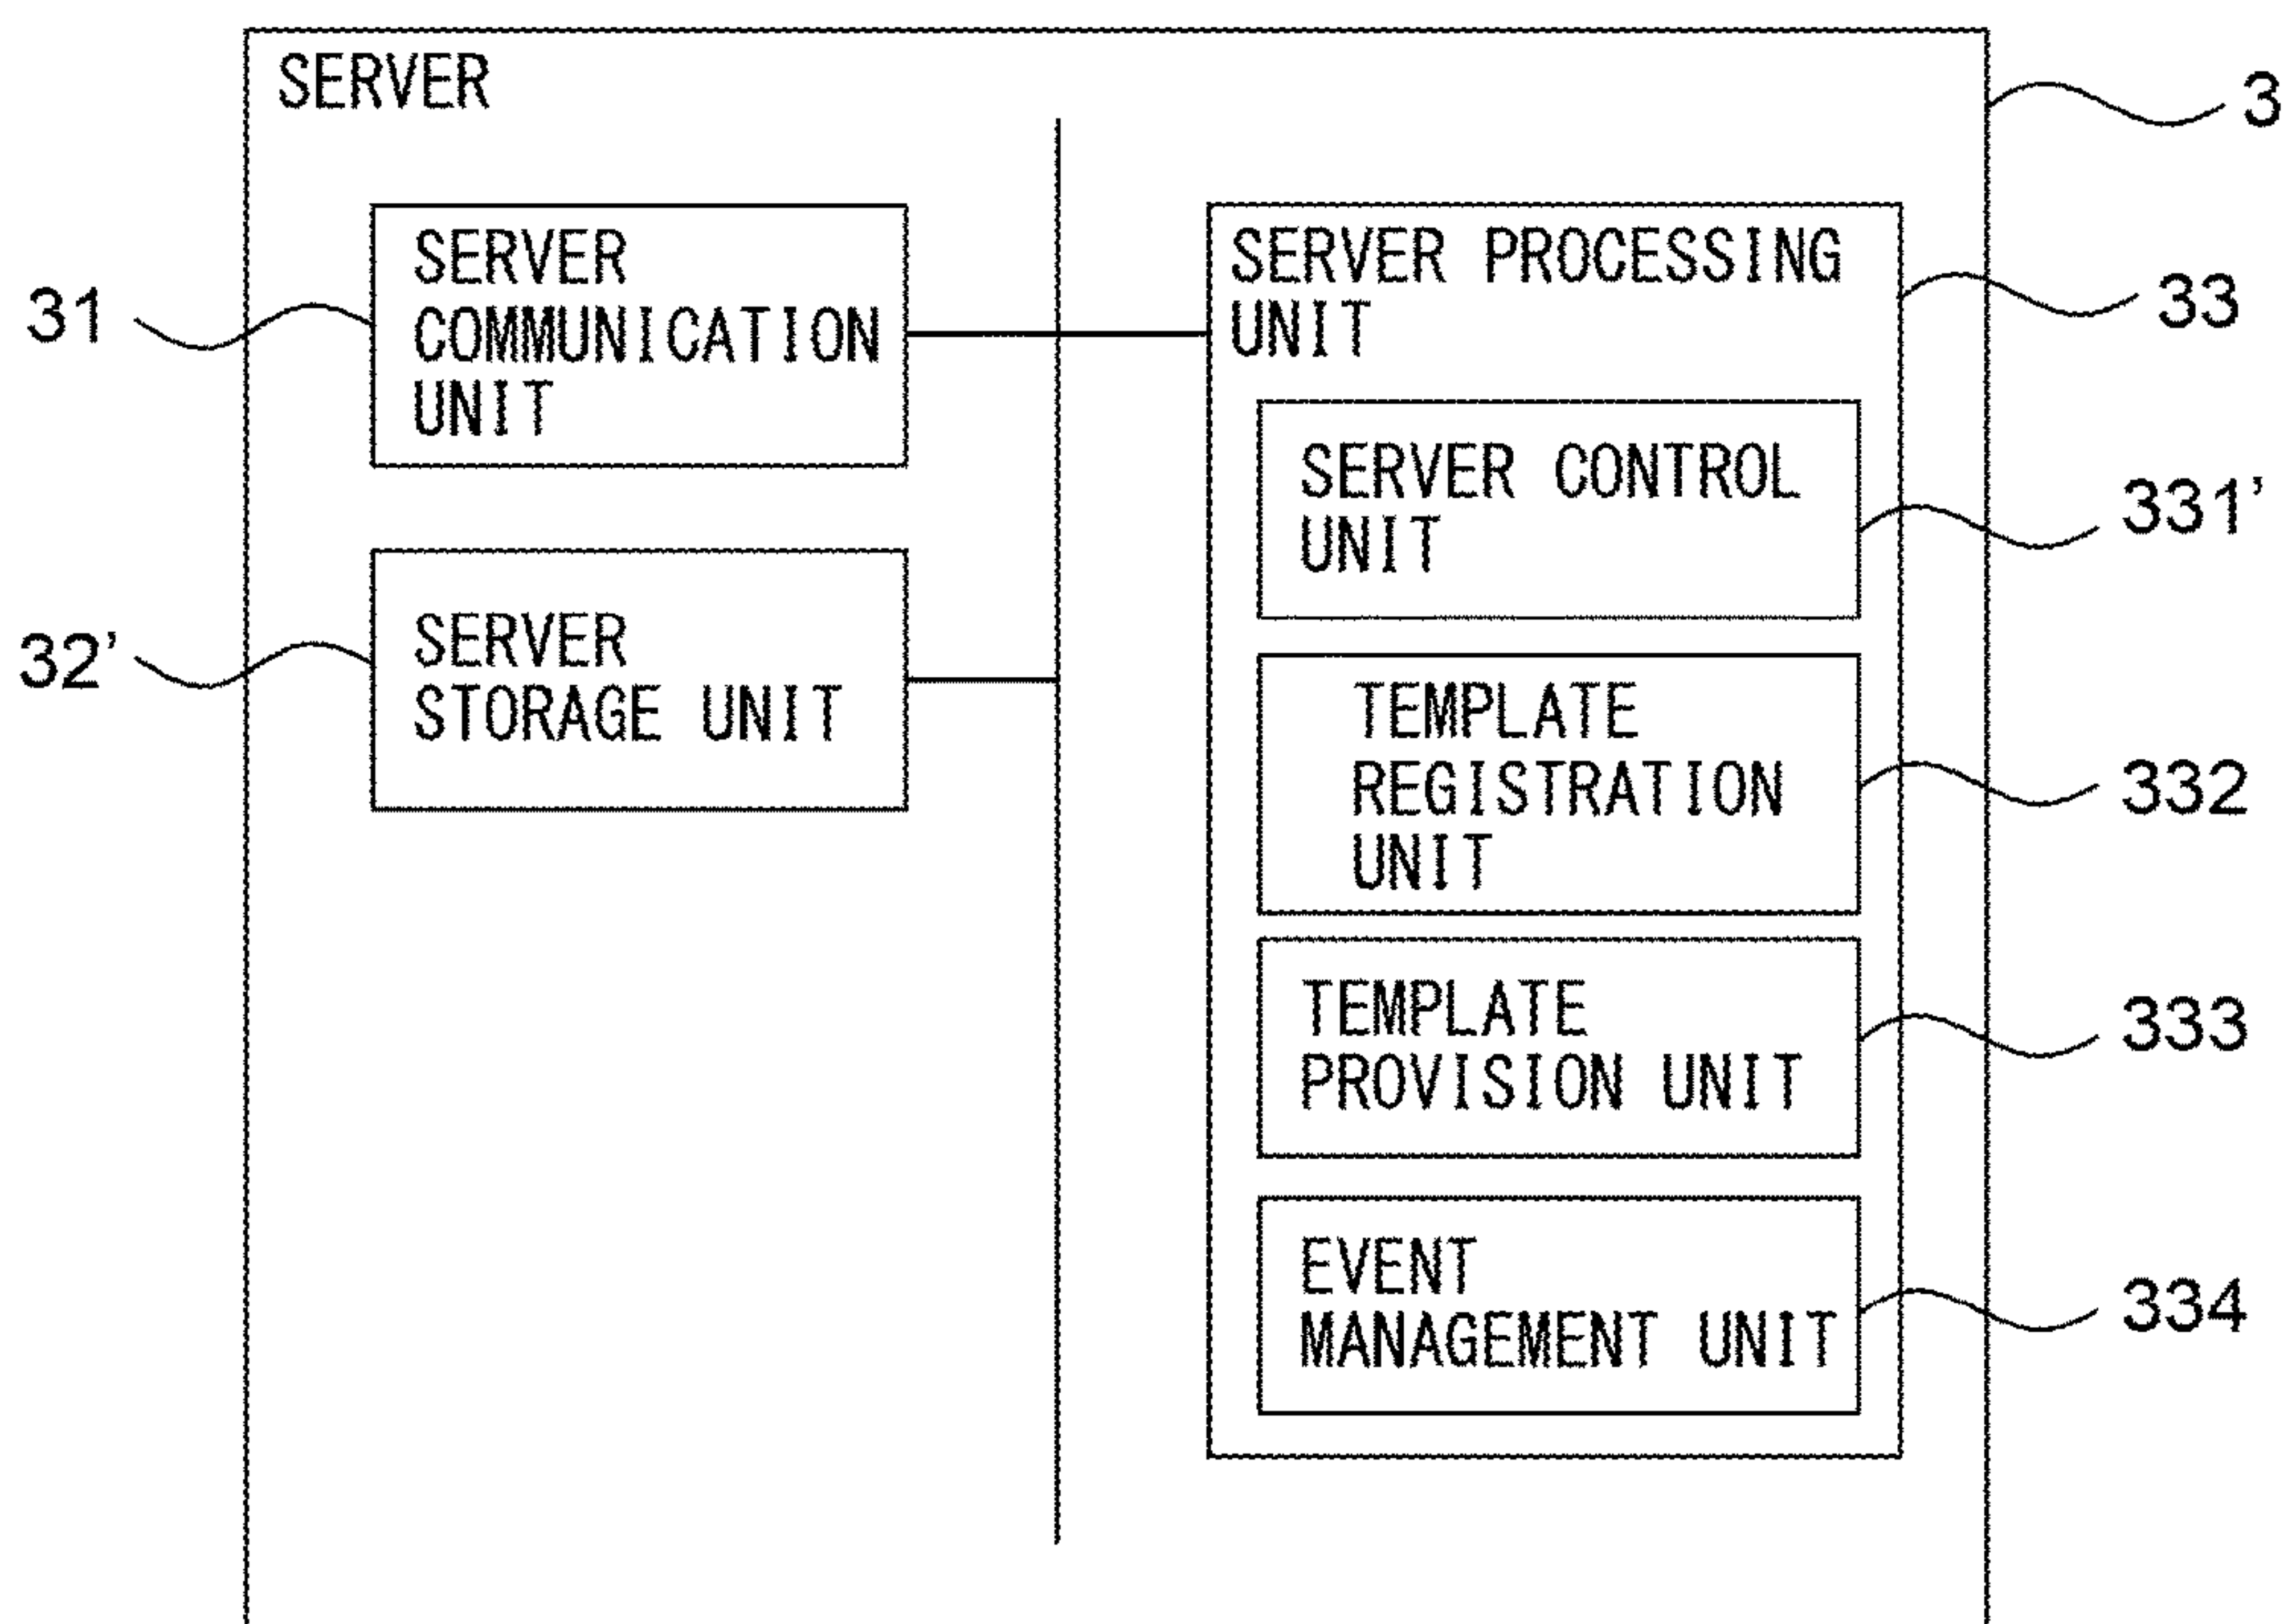 SERVER
3
SERVER
COMMUNICATION
UNIT
31
SERVER
STORAGE UNIT
32'
SERVER PROCESSING
UNIT
33
SERVER CONTROL
UNIT
331'
TEMPLATE
REGISTRATION
UNIT
332
TEMPLATE
PROVISION UNIT
333
EVENT
MANAGEMENT UNIT
334